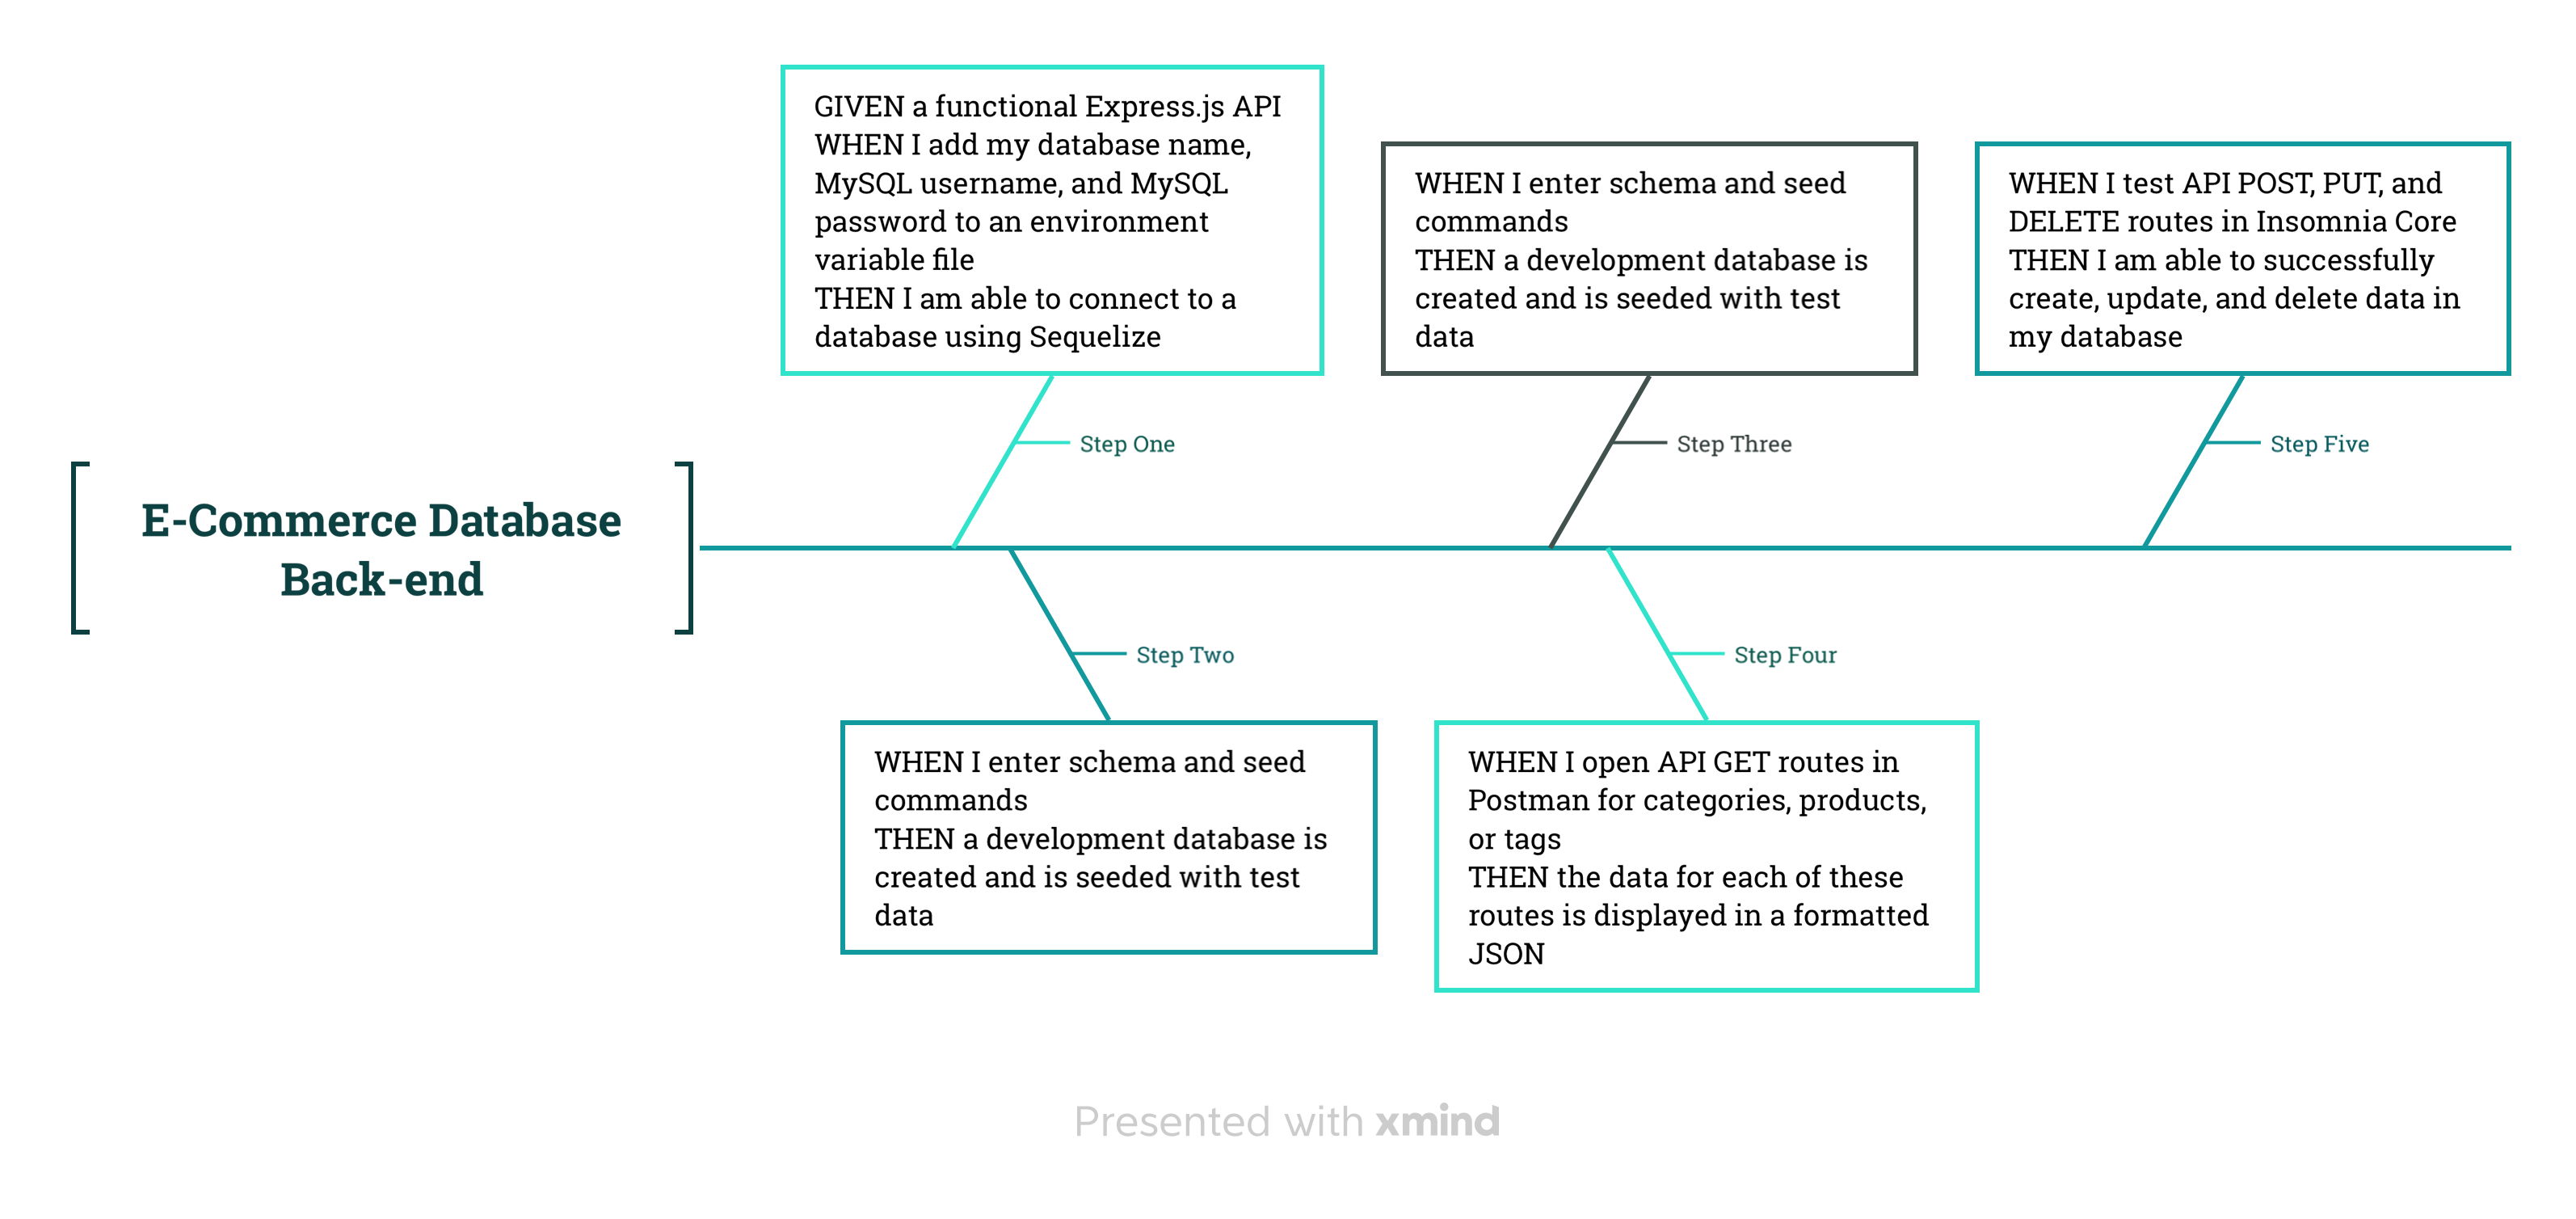 E-Commerce Database
Back-end
GIVEN a functional Express.js API
WHEN I add my database name,
MySQL username, and MySQL
password to an environment
variable file
THEN I am able to connect to a
database using Sequelize
Step One
WHEN I enter schema and seed
commands
THEN a development database is
created and is seeded with test
data
Step Two
WHEN I enter schema and seed
commands
THEN a development database is
created and is seeded with test
data
Step Three
WHEN I open API GET routes in
Postman for categories, products,
or tags
THEN the data for each of these
routes is displayed in a formatted
JSON
Step Four
WHEN I test API POST, PUT, and
DELETE routes in Insomnia Core
THEN I am able to successfully
create, update, and delete data in
my database
Step Five
Presented with xmind